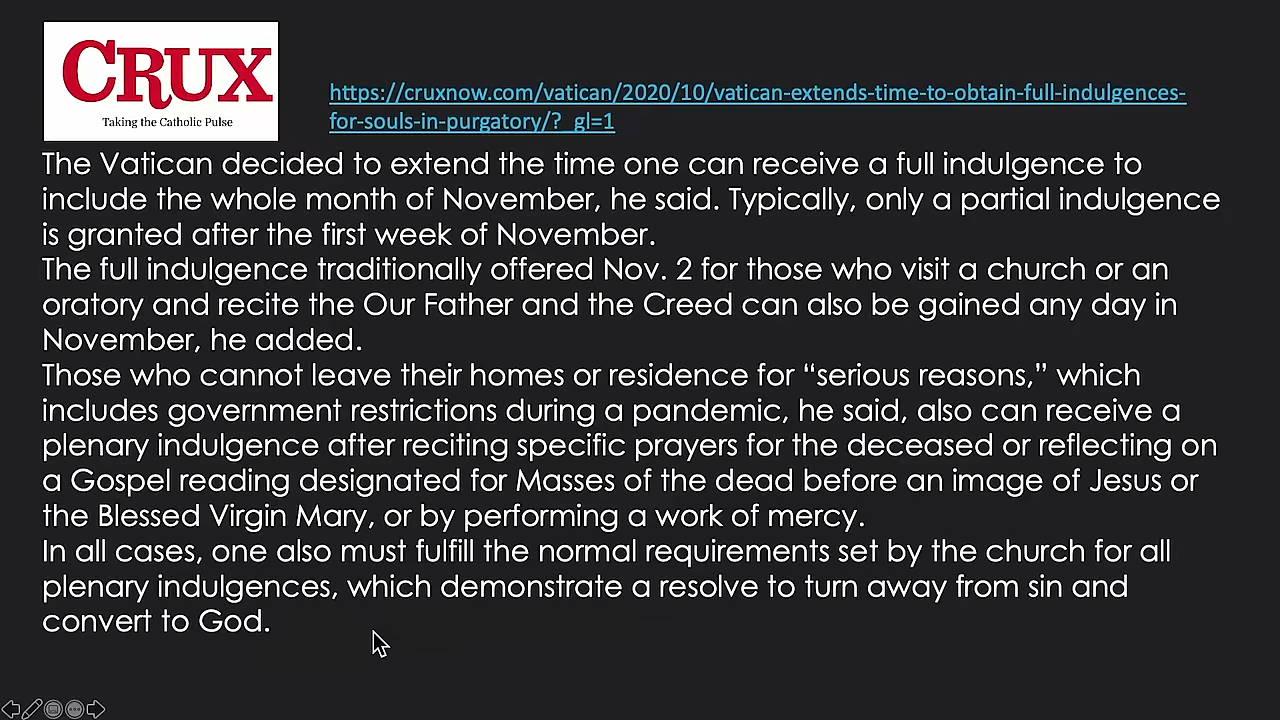 CRUX
Taking the Catholic Pulse
https://cruxnow.com/vatican/2020/10/vatican-extends-time-to-obtain-full-indulgences-
for-souls-in-purgatory/?_gl=1
The Vatican decided to extend the time one can receive a full indulgence to
include the whole month of November, he said. Typically, only a partial indulgence
is granted after the first week of November.
The full indulgence traditionally offered Nov. 2 for those who visit a church or an
oratory and recite the Our Father and the Creed can also be gained any day in
November, he added.
Those who cannot leave their homes or residence for “serious reasons,” which
includes government restrictions during a pandemic, he said, also can receive a
plenary indulgence after reciting specific prayers for the deceased or reflecting on
a Gospel reading designated for Masses of the dead before an image of Jesus or
the Blessed Virgin Mary, or by performing a work of mercy.
In all cases, one also must fulfill the normal requirements set by the church for all
plenary indulgences, which demonstrate a resolve to turn away from sin and
convert to God.